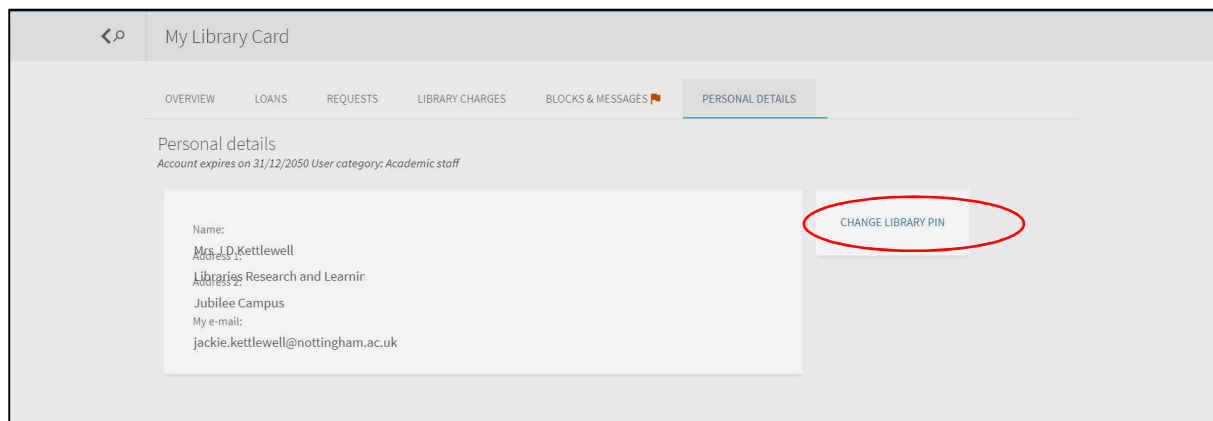 My Library Card
OVERVIEW LOANS REQUESTS LIBRARY CHARGES BLOCKS & MESSAGES PERSONAL DETAILS
Personal details
Account expires on 31/12/2050 User category: Academic staff
CHANGE LIBRARY PIN
Name:
Mrs J D Kettlewell
Address 1:
Libraries Research and Learnin
Address 2:
Jubilee Campus
My e-mail:
jackie.kettlewell@nottingham.ac.uk